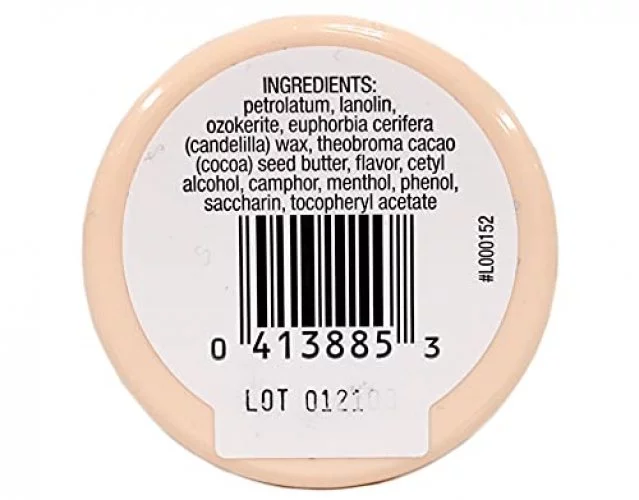 INGREDIENTS:
petrolatum, lanolin,
ozokerite, euphorbia cerifera
(candelilla) wax, theobroma cacao
(cocoa) seed butter, flavor, cetyl
alcohol, camphor, menthol, phenol,
saccharin, tocopheryl acetate
#L000152
0 413885 3
LOT